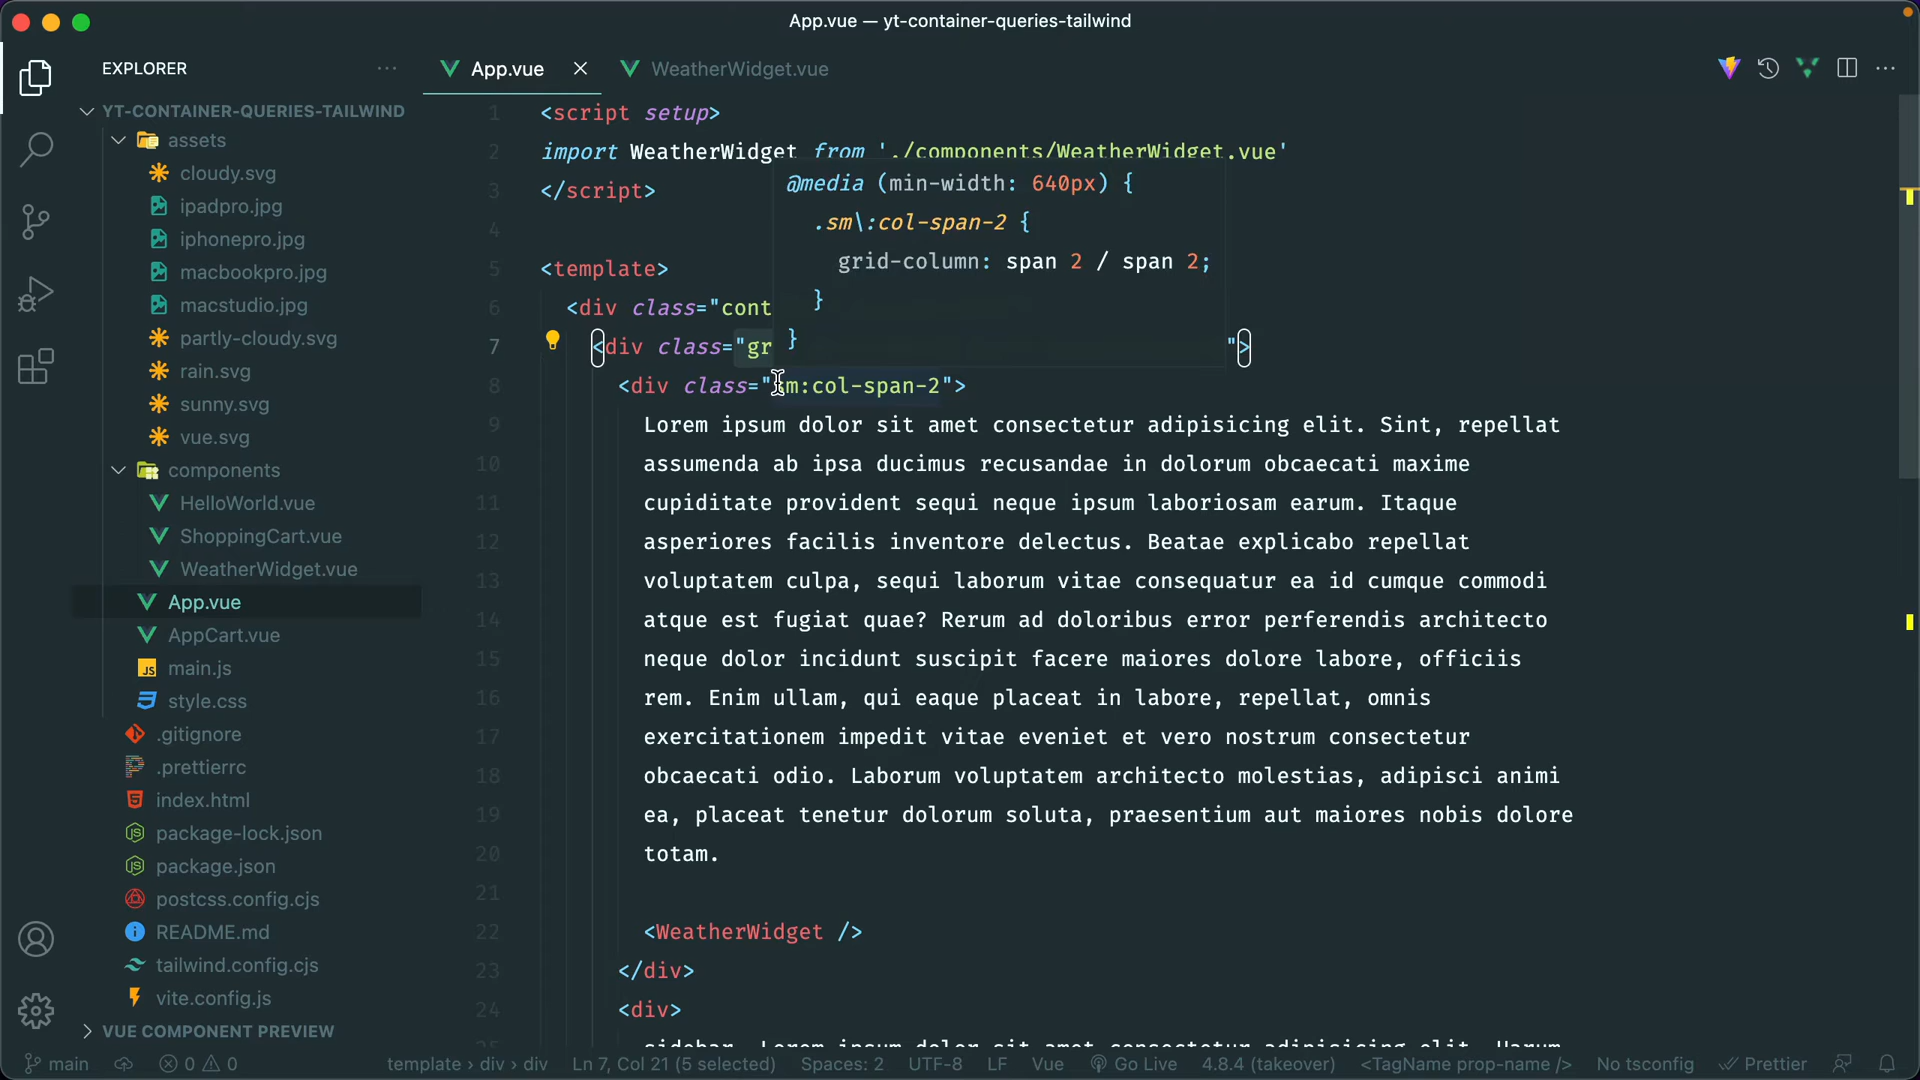 App.vue — yt-container-queries-tailwind
EXPLORER
App.vue
WeatherWidget.vue
YT-CONTAINER-QUERIES-TAILWIND
assets
cloudy.svg
ipadpro.jpg
iphonepro.jpg
macbookpro.jpg
macstudio.jpg
partly-cloudy.svg
rain.svg
sunny.svg
vue.svg
components
HelloWorld.vue
ShoppingCart.vue
WeatherWidget.vue
App.vue
AppCart.vue
main.js
style.css
.gitignore
.prettierrc
index.html
package-lock.json
package.json
postcss.config.cjs
README.md
tailwind.config.cjs
vite.config.js
VUE COMPONENT PREVIEW
1 <script setup>
2 import WeatherWidget from './components/WeatherWidget.vue'
3 </script>
4
5 <template>
6 <div class="cont
7 <div class="gr ">
@media (min-width: 640px) {
.sm\:col-span-2 {
grid-column: span 2 / span 2;
}
}
8 <div class="sm:col-span-2">
9 Lorem ipsum dolor sit amet consectetur adipisicing elit. Sint, repellat
10 assumenda ab ipsa ducimus recusandae in dolorum obcaecati maxime
11 cupiditate provident sequi neque ipsum laboriosam earum. Itaque
12 asperiores facilis inventore delectus. Beatae explicabo repellat
13 voluptatem culpa, sequi laborum vitae consequatur ea id cumque commodi
14 atque est fugiat quae? Rerum ad doloribus error perferendis architecto
15 neque dolor incidunt suscipit facere maiores dolore labore, officiis
16 rem. Enim ullam, qui eaque placeat in labore, repellat, omnis
17 exercitationem impedit vitae eveniet et vero nostrum consectetur
18 obcaecati odio. Laborum voluptatem architecto molestias, adipisci animi
19 ea, placeat tenetur dolorum soluta, praesentium aut maiores nobis dolore
20 totam.
21
22 <WeatherWidget />
23 </div>
24 <div>
25 sidebar. Lorem ipsum dolor sit amet consectetur adipisicing elit. Harum
main 0 0 template › div › div Ln 7, Col 21 (5 selected) Spaces: 2 UTF-8 LF Vue Go Live 4.8.4 (takeover) <TagName prop-name /> No tsconfig Prettier